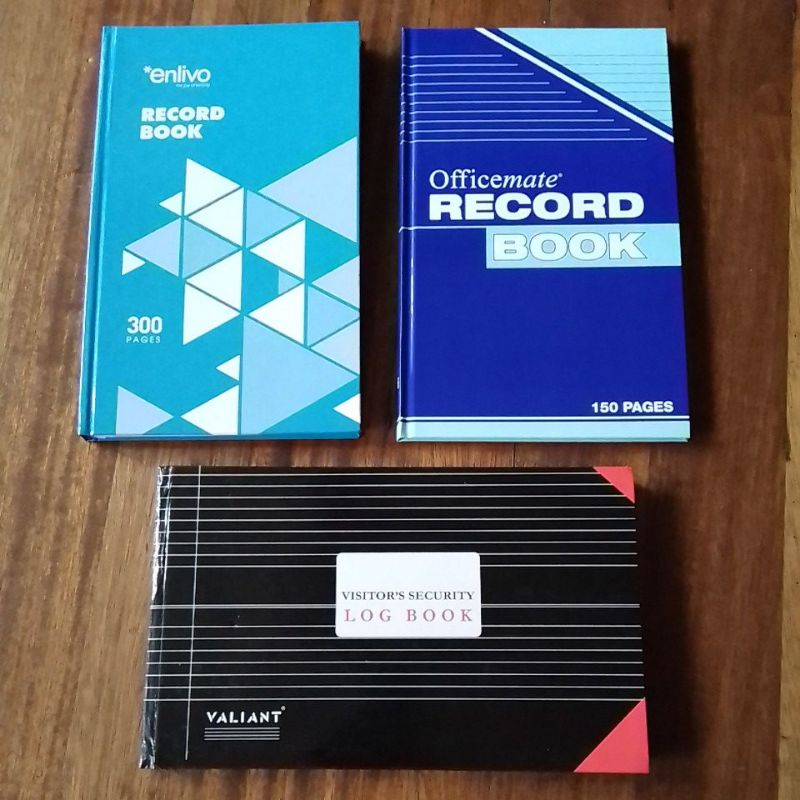 *enlivo
RECORD
BOOK
300
PAGES
Officemate®
RECORD
BOOK
150 PAGES
VISITOR'S SECURITY
LOG BOOK
VALIANT®